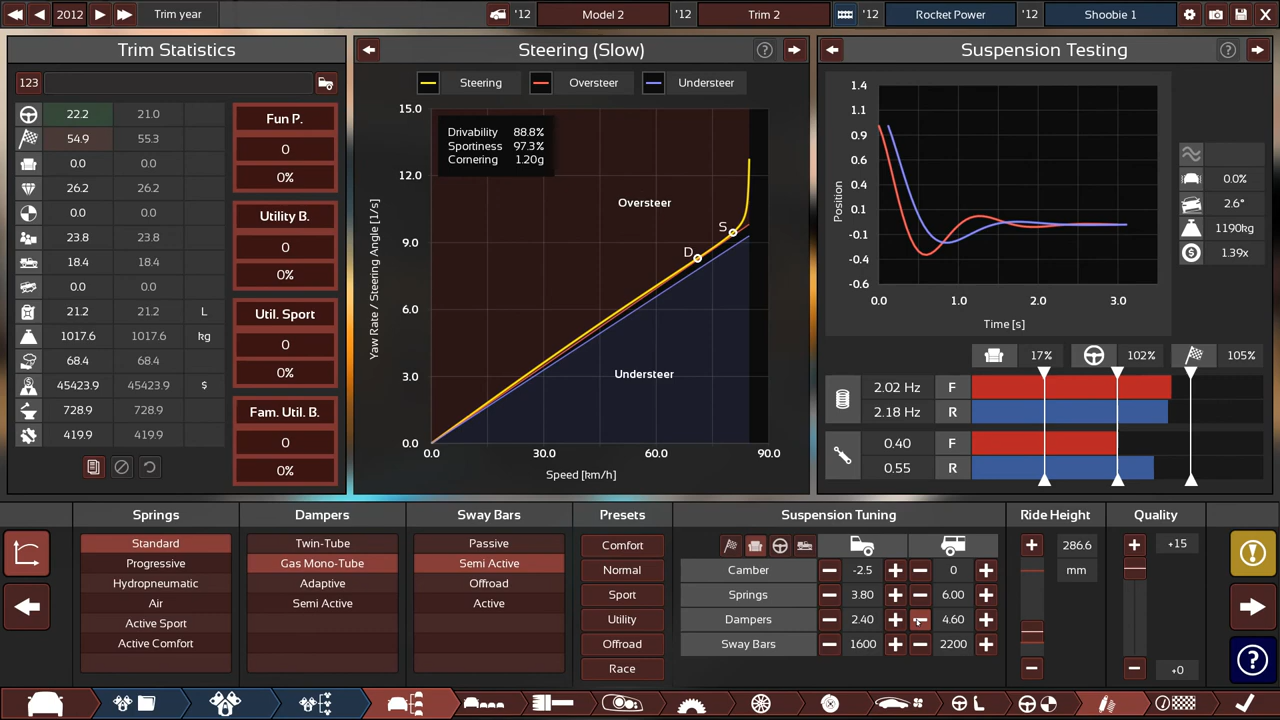 2012 Trim year '12 Model 2 '12 Trim 2 '12 Rocket Power '12 Shoobie 1
Trim Statistics
123
22.2 21.0
54.9 55.3
0.0 0.0
26.2 26.2
0.0 0.0
23.8 23.8
18.4 18.4
0.0 0.0
21.2 21.2 L
1017.6 1017.6 kg
68.4 68.4
45423.9 45423.9 $
728.9 728.9
419.9 419.9
Fun P.
0
0%
Utility B.
0
0%
Util. Sport
0
0%
Fam. Util. B.
0
0%
Steering (Slow) ?
Steering Oversteer Understeer
Drivability 88.8%
Sportiness 97.3%
Cornering 1.20g
Yaw Rate / Steering Angle [1/s]
15.0
12.0
9.0
6.0
3.0
0.0
Oversteer
S
D
Understeer
0.0 30.0 60.0 90.0
Speed [km/h]
Suspension Testing ?
Position
1.4
1.1
0.9
0.6
0.4
0.1
-0.1
-0.4
-0.6
0.0 1.0 2.0 3.0
Time [s]
0.0%
2.6°
1190kg
1.39x
17% 102% 105%
2.02 Hz F
2.18 Hz R
0.40 F
0.55 R
Springs
Standard
Progressive
Hydropneumatic
Air
Active Sport
Active Comfort
Dampers
Twin-Tube
Gas Mono-Tube
Adaptive
Semi Active
Sway Bars
Passive
Semi Active
Offroad
Active
Presets
Comfort
Normal
Sport
Utility
Offroad
Race
Suspension Tuning
Camber -2.5 0
Springs 3.80 6.00
Dampers 2.40 4.60
Sway Bars 1600 2200
Ride Height
286.6
mm
Quality
+15
+0
?